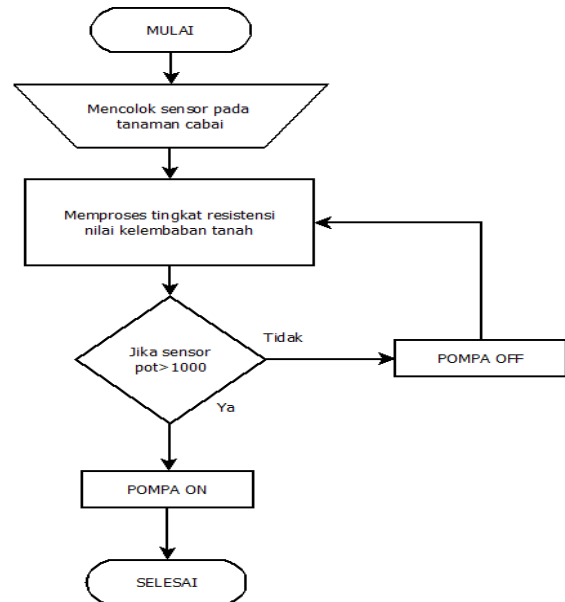 MULAI
Mencolok sensor pada
tanaman cabai
Memproses tingkat resistensi
nilai kelembaban tanah
Jika sensor
pot>1000
Tidak
POMPA OFF
Ya
POMPA ON
SELESAI